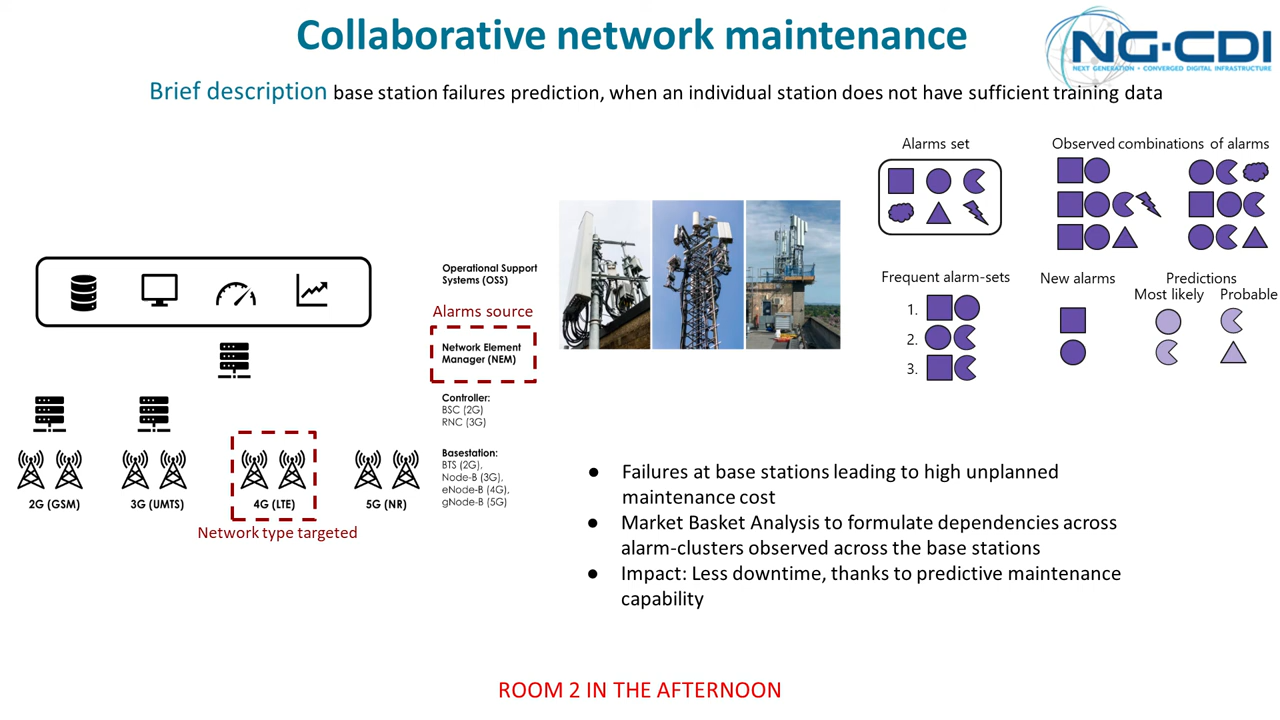 Collaborative network maintenance
NG-CDI
NEXT GENERATION • CONVERGED DIGITAL INFRASTRUCTURE
Brief description base station failures prediction, when an individual station does not have sufficient training data
Alarms set
Observed combinations of alarms
Frequent alarm-sets
1.
2.
3.
New alarms
Predictions
Most likely
Probable
Operational Support
Systems (OSS)
Alarms source
Network Element
Manager (NEM)
Controller:
BSC (2G)
RNC (3G)
Basestation:
BTS (2G),
Node-B (3G),
eNode-B (4G),
gNode-B (5G)
2G (GSM)
3G (UMTS)
4G (LTE)
5G (NR)
Network type targeted
● Failures at base stations leading to high unplanned
maintenance cost
● Market Basket Analysis to formulate dependencies across
alarm-clusters observed across the base stations
● Impact: Less downtime, thanks to predictive maintenance
capability
ROOM 2 IN THE AFTERNOON